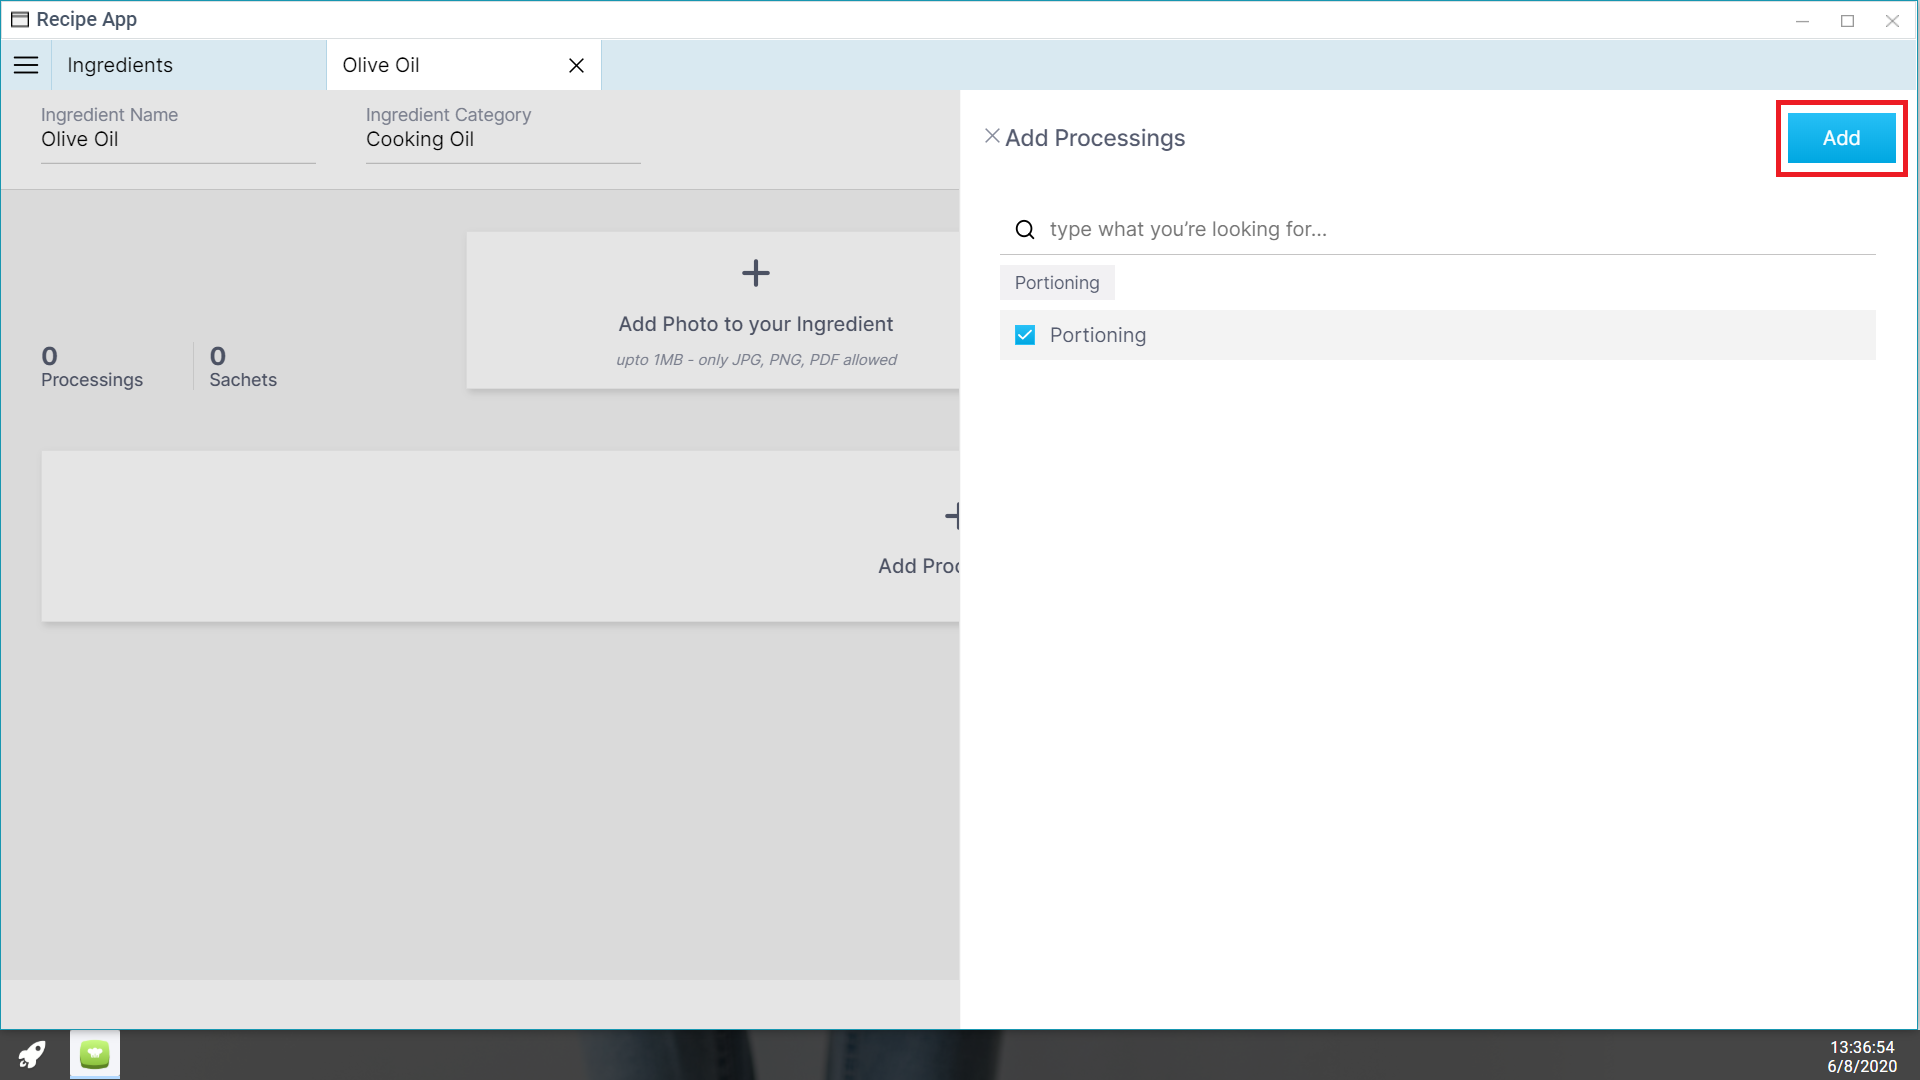 Recipe App
Ingredients
Olive Oil
Ingredient Name
Olive Oil
Ingredient Category
Cooking Oil
0
Processings
0
Sachets
Add Photo to your Ingredient
upto 1MB - only JPG, PNG, PDF allowed
Add Proc
Add Processings
Add
type what you’re looking for...
Portioning
Portioning
13:36:54
6/8/2020